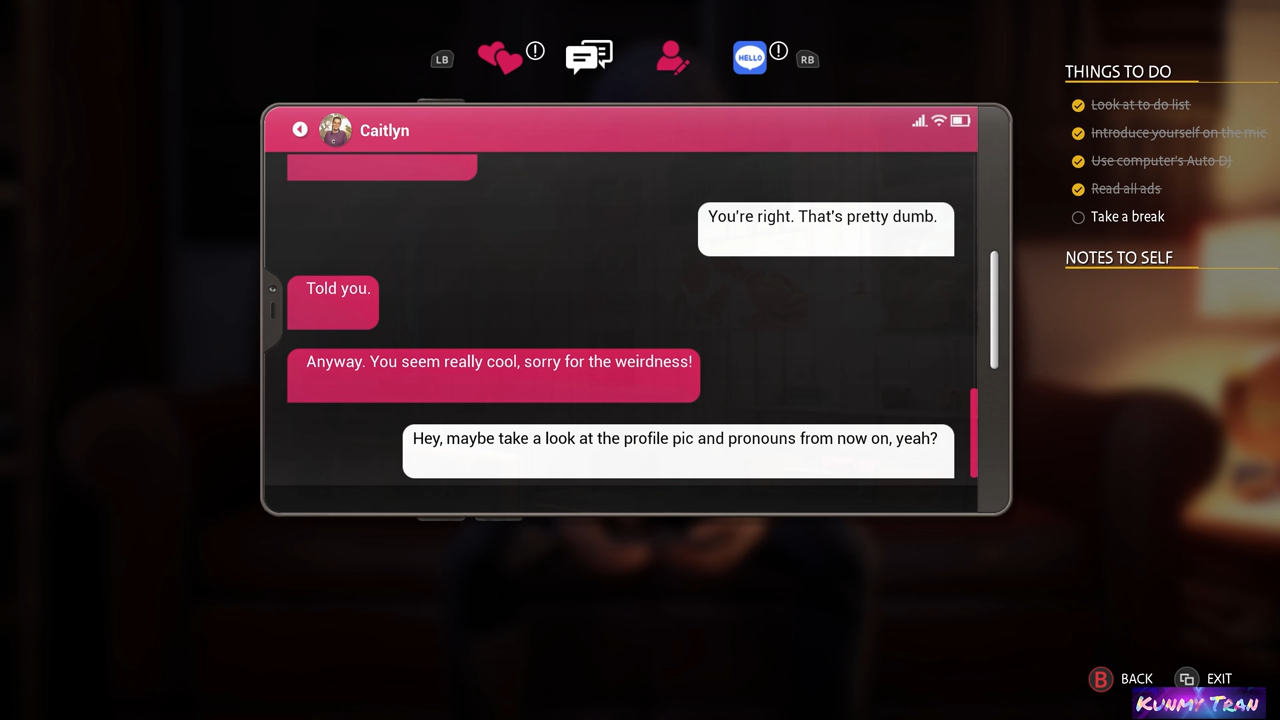 LB
HELLO
RB
THINGS TO DO
Look at to do list
Introduce yourself on the mic
Use computer's Auto DJ
Read all ads
Take a break
NOTES TO SELF
Caitlyn
You're right. That's pretty dumb.
Told you.
Anyway. You seem really cool, sorry for the weirdness!
Hey, maybe take a look at the profile pic and pronouns from now on, yeah?
B BACK
EXIT
Kunmy Tran